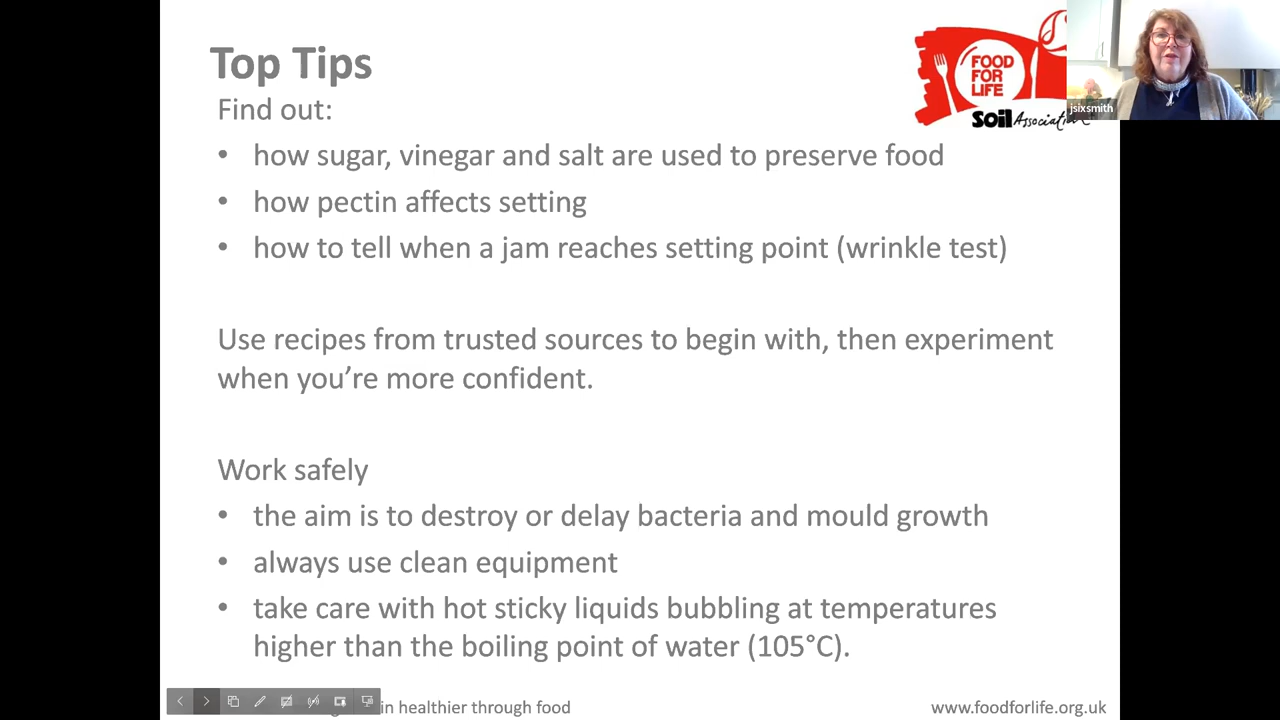 Top Tips
Find out:
• how sugar, vinegar and salt are used to preserve food
• how pectin affects setting
• how to tell when a jam reaches setting point (wrinkle test)
Use recipes from trusted sources to begin with, then experiment
when you're more confident.
Work safely
• the aim is to destroy or delay bacteria and mould growth
• always use clean equipment
• take care with hot sticky liquids bubbling at temperatures
higher than the boiling point of water (105°C).
FOOD
FOR
LIFE
Soil
jsixsmith
in healthier through food
www.foodforlife.org.uk